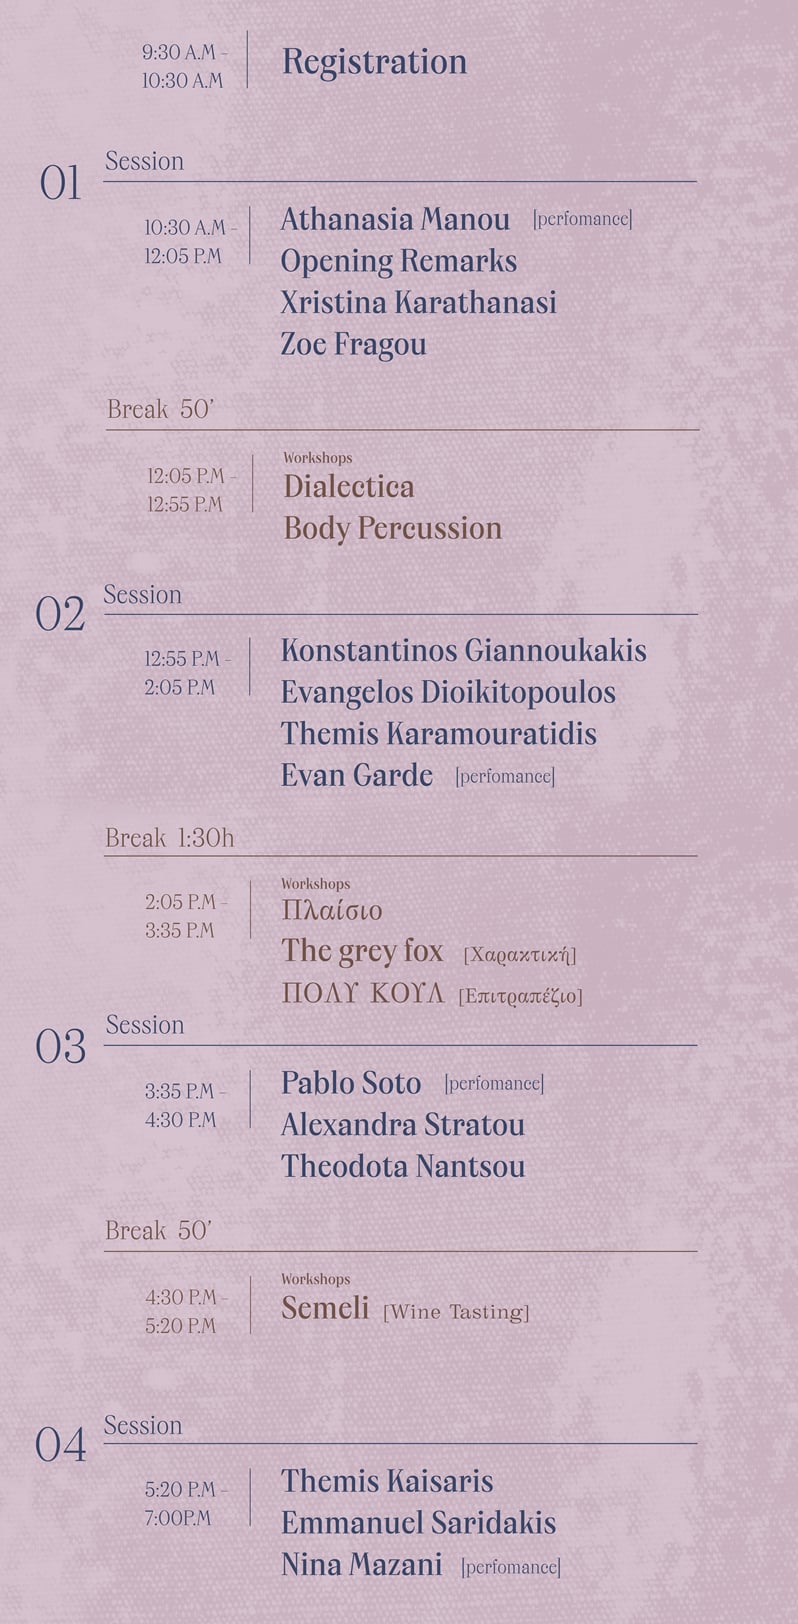 9:30 A.M -
10:30 A.M
Registration
Session
01
10:30 A.M -
12:05 P.M
Athanasia Manou [perfomance]
Opening Remarks
Xristina Karathanasi
Zoe Fragou
Break 50'
12:05 P.M -
12:55 P.M
Workshops
Dialectica
Body Percussion
Session
02
12:55 P.M -
2:05 P.M
Konstantinos Giannoukakis
Evangelos Dioikitopoulos
Themis Karamouratidis
Evan Garde [perfomance]
Break 1:30h
2:05 P.M -
3:35 P.M
Workshops
Πλαίσιο
The grey fox [Χαρακτική]
ΠΟΛΥ ΚΟΥΛ [Επιτραπέζιο]
Session
03
3:35 P.M -
4:30 P.M
Pablo Soto [perfomance]
Alexandra Stratou
Theodota Nantsou
Break 50'
4:30 P.M -
5:20 P.M
Workshops
Semeli [Wine Tasting]
Session
04
5:20 P.M -
7:00P.M
Themis Kaisaris
Emmanuel Saridakis
Nina Mazani [perfomance]